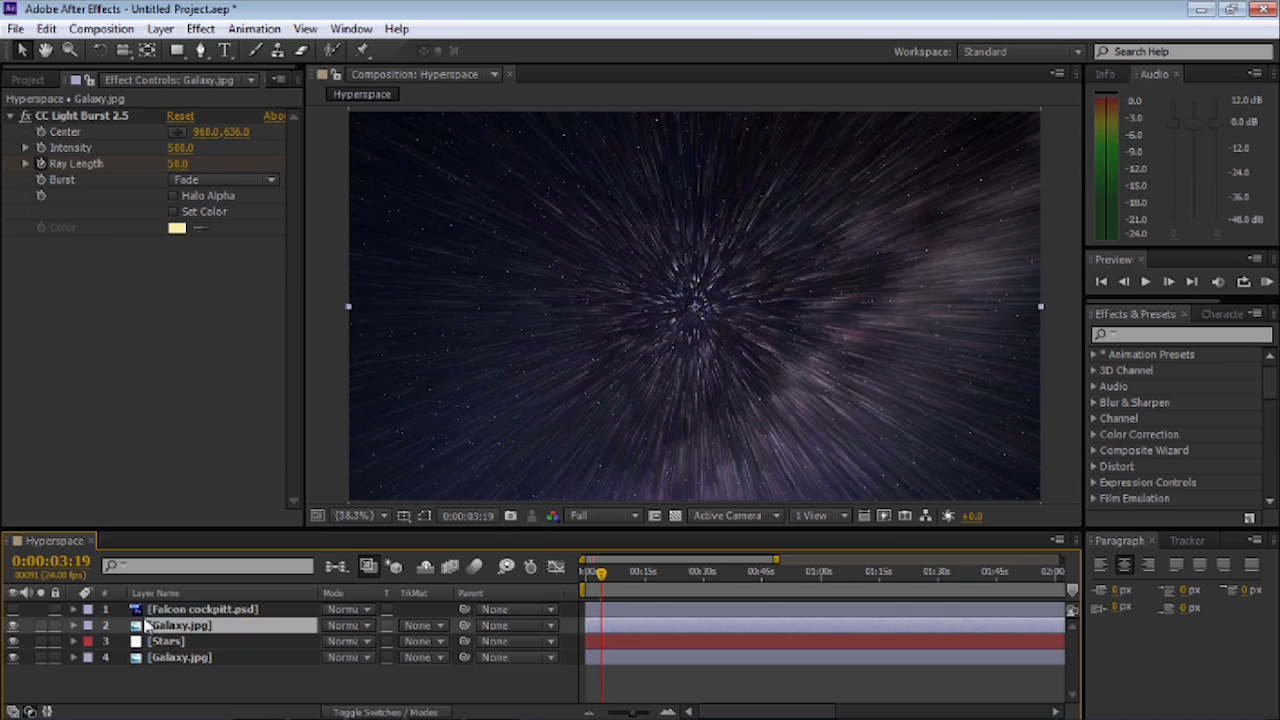 Ae Adobe After Effects - Untitled Project.aep *
File Edit Composition Layer Effect Animation View Window Help
T Workspace: Standard Search Help
Project Effect Controls: Galaxy.jpg
Hyperspace • Galaxy.jpg
fx CC Light Burst 2.5 Reset Abo
Center 960.0,636.0
Intensity 500.0
Ray Length 50.0
Burst Fade
Halo Alpha
Set Color
Color
Composition: Hyperspace
Hyperspace
(38.3%) 0:00:03:19 Full Active Camera 1 View +0.0
Info Audio
0.0 12.0 dB
-3.0 0.0 dB
-6.0
-9.0 -12.0
-12.0
-15.0 -24.0
-18.0
-21.0 -36.0
-24.0 -48.0 dB
0 0
Preview
Effects & Presets Characte
* Animation Presets
3D Channel
Audio
Blur & Sharpen
Channel
Color Correction
Composite Wizard
Distort
Expression Controls
Film Emulation
Paragraph Tracker
0 px 0 px 0 px
0 px 0 px
Hyperspace
0:00:03:19
00091 (24.00 fps)
# Layer Name Mode T TrkMat Parent
00:15s 00:30s 00:45s 01:00s 01:15s 01:30s 01:45s 02:00
1 [Falcon cockpitt.psd] Norma None
2 [Galaxy.jpg] Norma None None
3 [Stars] Norma None None
4 [Galaxy.jpg] Norma None None
Toggle Switches / Modes